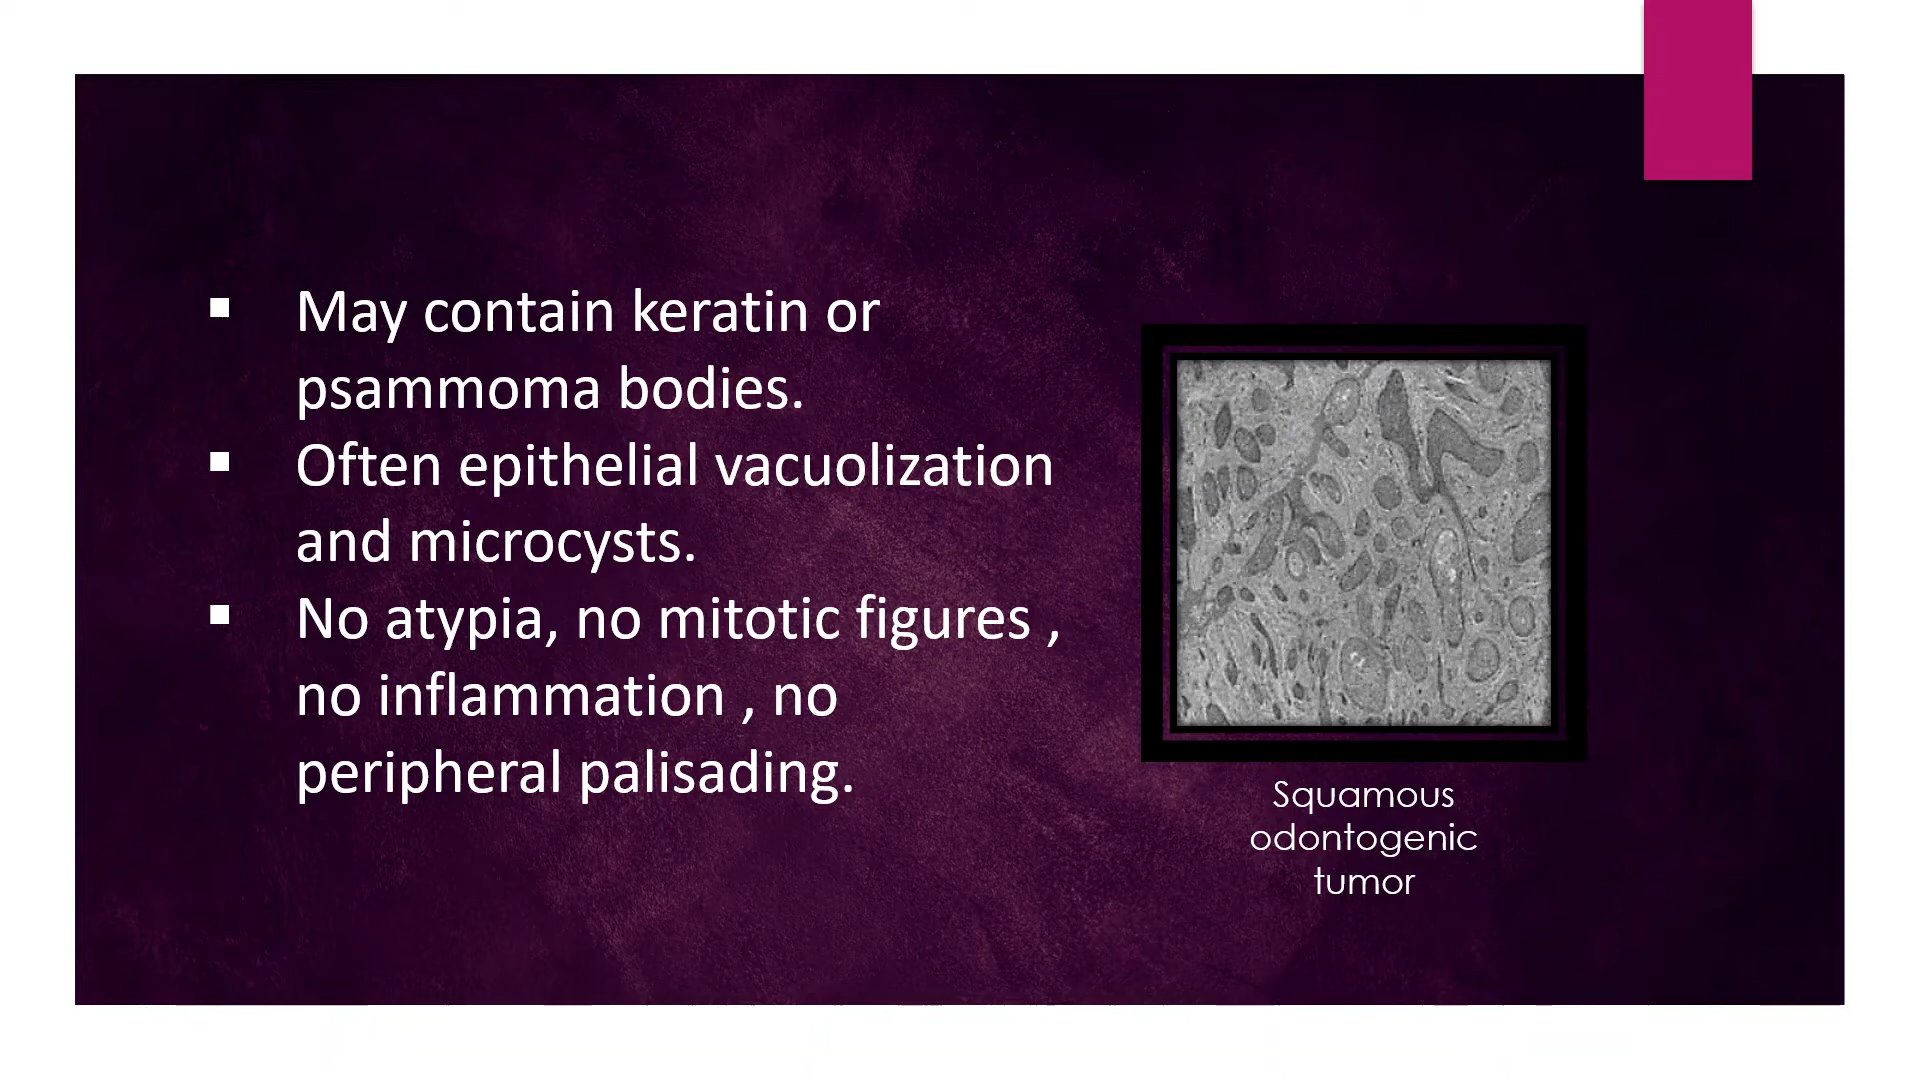 ▪ May contain keratin or
psammoma bodies.
▪ Often epithelial vacuolization
and microcysts.
▪ No atypia, no mitotic figures ,
no inflammation , no
peripheral palisading.
Squamous
odontogenic
tumor